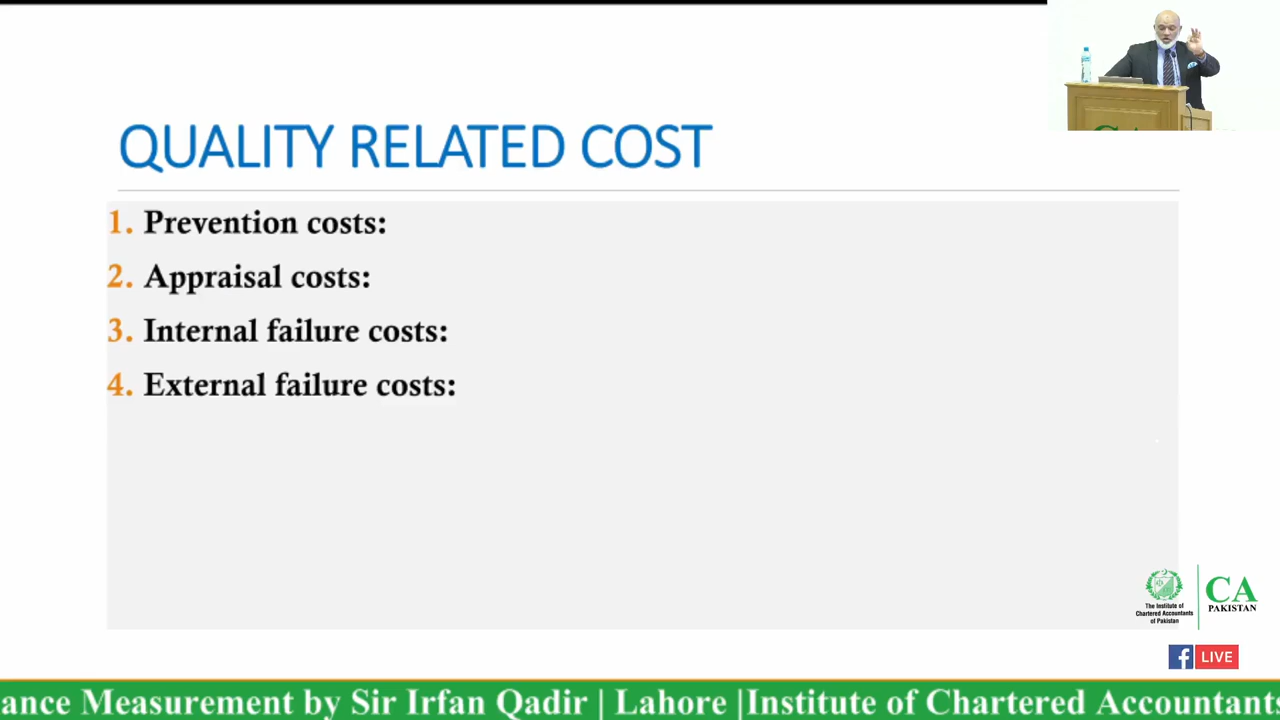 QUALITY RELATED COST
1. Prevention costs:
2. Appraisal costs:
3. Internal failure costs:
4. External failure costs:
The Institute of
Chartered Accountants
of Pakistan
CA
PAKISTAN
f LIVE
ance Measurement by Sir Irfan Qadir | Lahore |Institute of Chartered Accountants